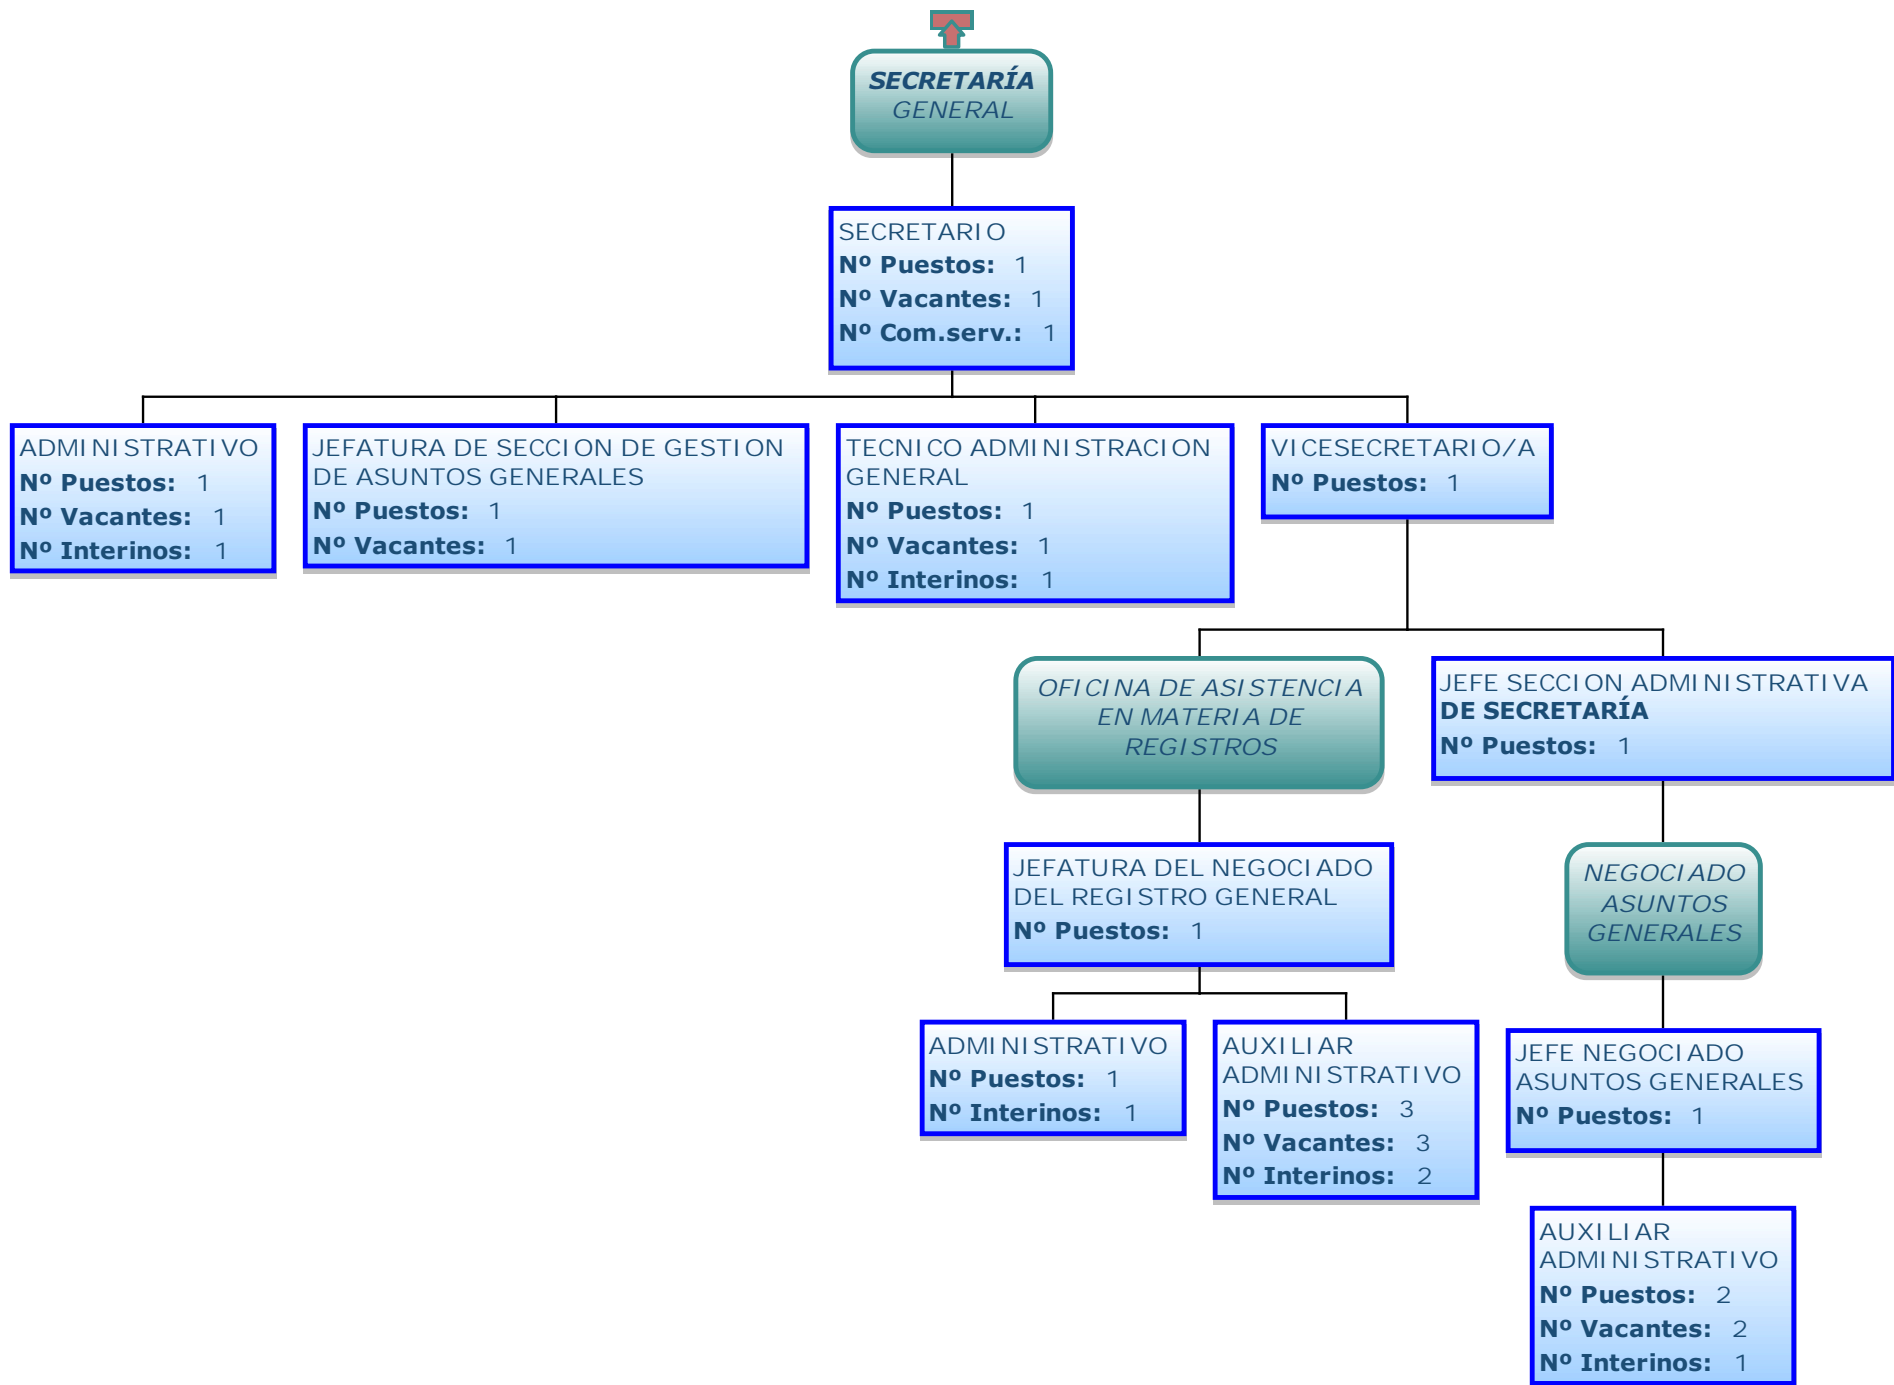 SECRETARÍA
GENERAL
SECRETARIO
Nº Puestos: 1
Nº Vacantes: 1
Nº Com.serv.: 1
ADMINISTRATIVO
Nº Puestos: 1
Nº Vacantes: 1
Nº Interinos: 1
JEFATURA DE SECCION DE GESTION
DE ASUNTOS GENERALES
Nº Puestos: 1
Nº Vacantes: 1
TECNICO ADMINISTRACION
GENERAL
Nº Puestos: 1
Nº Vacantes: 1
Nº Interinos: 1
VICESECRETARIO/A
Nº Puestos: 1
OFICINA DE ASISTENCIA
EN MATERIA DE
REGISTROS
JEFE SECCION ADMINISTRATIVA
DE SECRETARÍA
Nº Puestos: 1
JEFATURA DEL NEGOCIADO
DEL REGISTRO GENERAL
Nº Puestos: 1
NEGOCIADO
ASUNTOS
GENERALES
ADMINISTRATIVO
Nº Puestos: 1
Nº Interinos: 1
AUXILIAR
ADMINISTRATIVO
Nº Puestos: 3
Nº Vacantes: 3
Nº Interinos: 2
JEFE NEGOCIADO
ASUNTOS GENERALES
Nº Puestos: 1
AUXILIAR
ADMINISTRATIVO
Nº Puestos: 2
Nº Vacantes: 2
Nº Interinos: 1